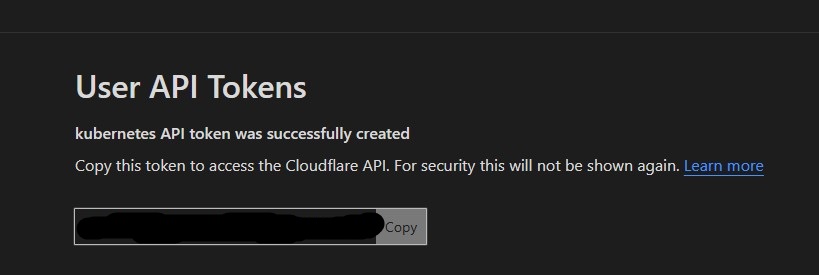 User API Tokens
kubernetes API token was successfully created
Copy this token to access the Cloudflare API. For security this will not be shown again. Learn more
Copy